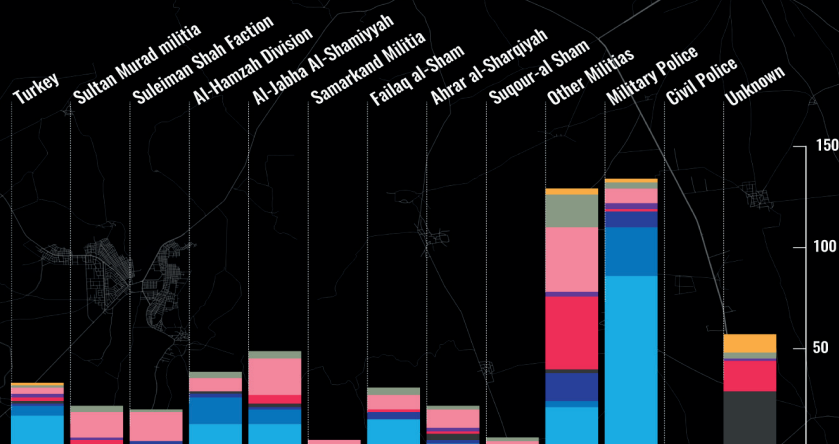 Turkey
Sultan Murad militia
Suleiman Shah Faction
Al-Hamzah Division
Al-Jabha Al-Shamiyyah
Samarkand Militia
Failaq al-Sham
Ahrar al-Sharqiyah
Suqour-al Sham
Other Militias
Military Police
Civil Police
Unknown
150
100
50